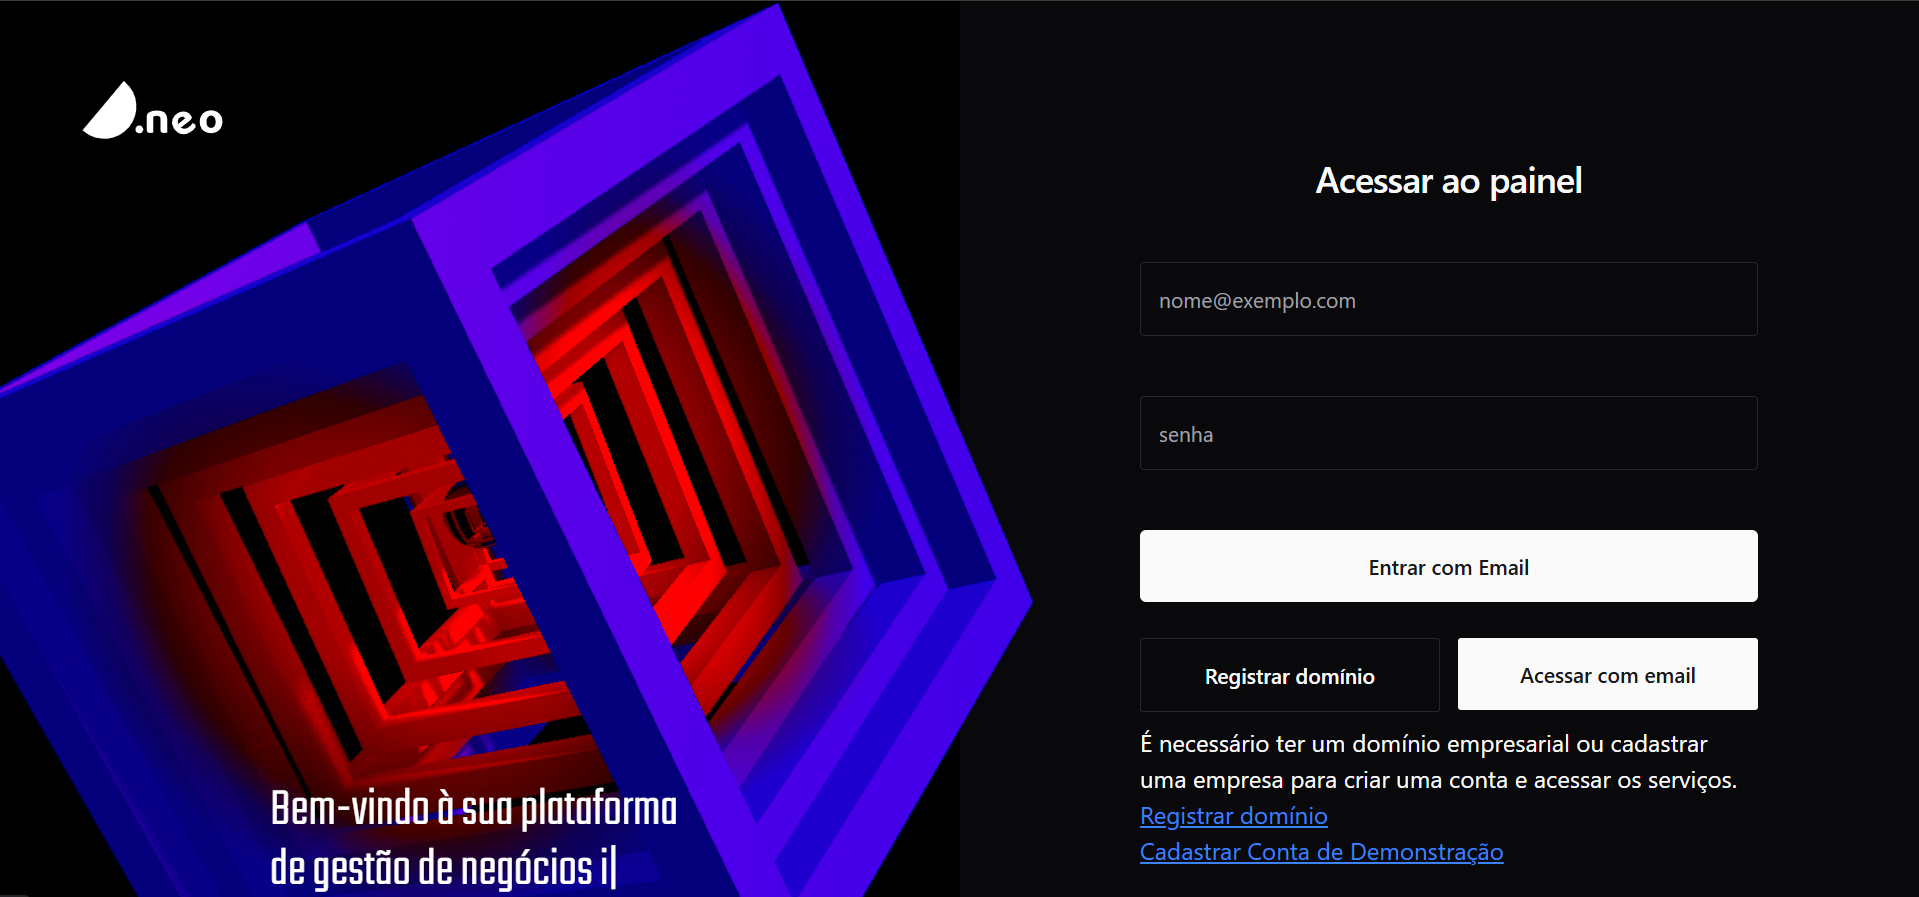 .neo
Bem-vindo à sua plataforma
de gestão de negócios i|
Acessar ao painel
nome@exemplo.com
senha
Entrar com Email
Registrar domínio
Acessar com email
É necessário ter um domínio empresarial ou cadastrar
uma empresa para criar uma conta e acessar os serviços.
Registrar domínio
Cadastrar Conta de Demonstração